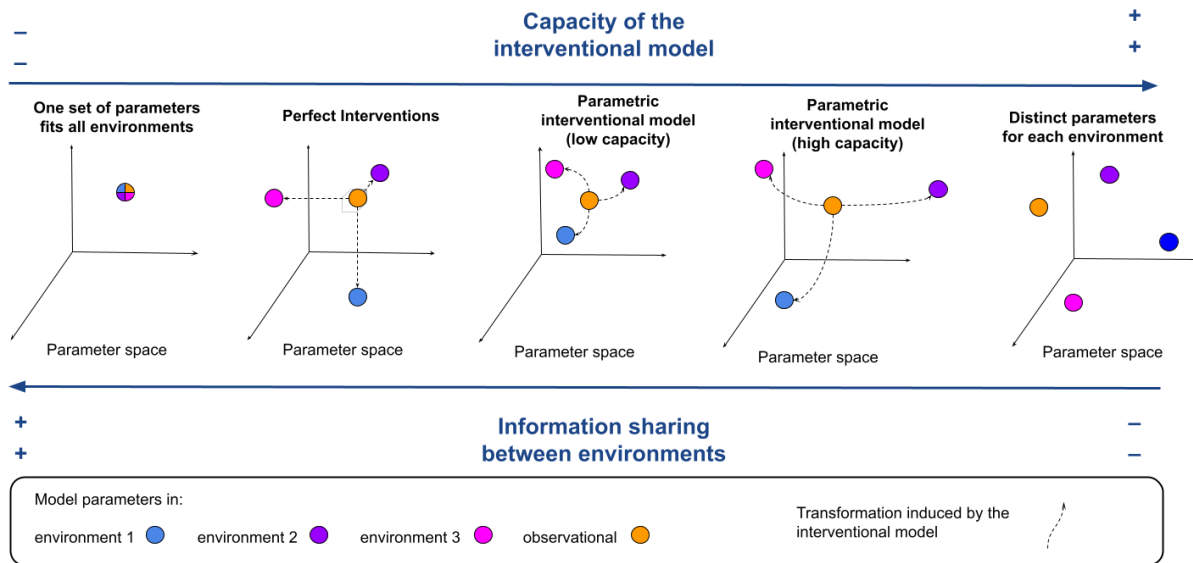 Capacity of the
interventional model
–
–
+
+
One set of parameters
fits all environments
Perfect Interventions
Parametric
interventional model
(low capacity)
Parametric
interventional model
(high capacity)
Distinct parameters
for each environment
Parameter space
Parameter space
Parameter space
Parameter space
Parameter space
+
+
Information sharing
between environments
–
–
Model parameters in:
environment 1
environment 2
environment 3
observational
Transformation induced by the
interventional model